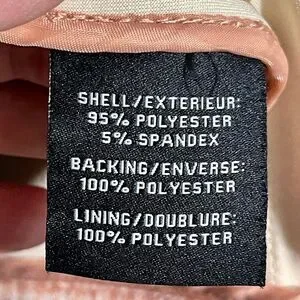 SHELL/EXTERIEUR:
95% POLYESTER
5% SPANDEX
BACKING/ENVERSE:
100% POLYESTER
LINING/DOUBLURE:
100% POLYESTER